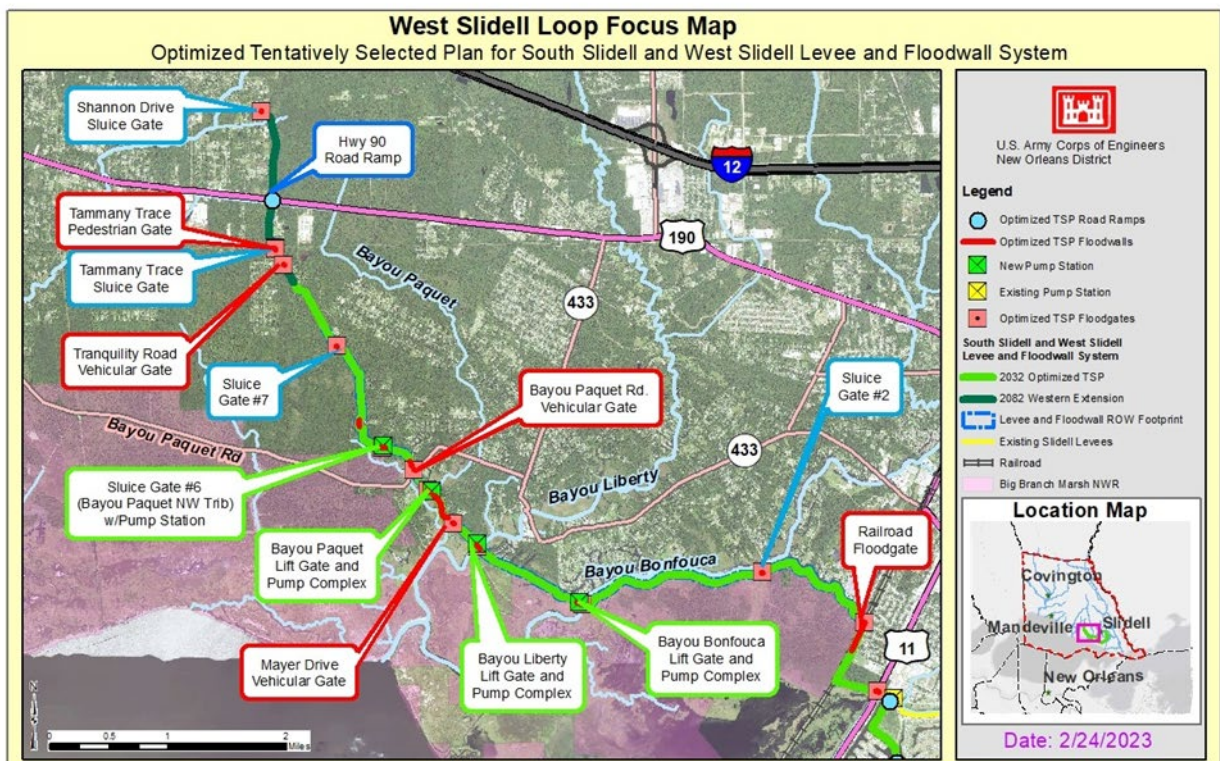 West Slidell Loop Focus Map
Optimized Tentatively Selected Plan for South Slidell and West Slidell Levee and Floodwall System
Shannon Drive
Sluice Gate
Hwy 90
Road Ramp
Tammany Trace
Pedestrian Gate
Tammany Trace
Sluice Gate
Tranquility Road
Vehicular Gate
Sluice
Gate #7
Bayou Paquet
12
190
433
Bayou Paquet Rd.
Vehicular Gate
Sluice
Gate #2
Bayou Paquet Rd
433
Bayou Liberty
Sluice Gate #6
(Bayou Paquet NW Trib)
w/Pump Station
Bayou Paquet
Lift Gate and
Pump Complex
Railroad
Floodgate
Bayou Bonfouca
11
Mayer Drive
Vehicular Gate
Bayou Liberty
Lift Gate and
Pump Complex
Bayou Bonfouca
Lift Gate and
Pump Complex
N
0 0.5 1 2
Miles
U.S. Army Corps of Engineers
New Orleans District
Legend
Optimized TSP Road Ramps
Optimized TSP Floodwalls
New Pump Station
Existing Pump Station
Optimized TSP Floodgates
South Slidell and West Slidell
Levee and Floodwall System
2032 Optimized TSP
2082 Western Extension
Levee and Floodwall ROW Footprint
Existing Slidell Levees
Railroad
Big Branch Marsh NWR
Location Map
Covington
Mandeville
Slidell
New Orleans
Date: 2/24/2023